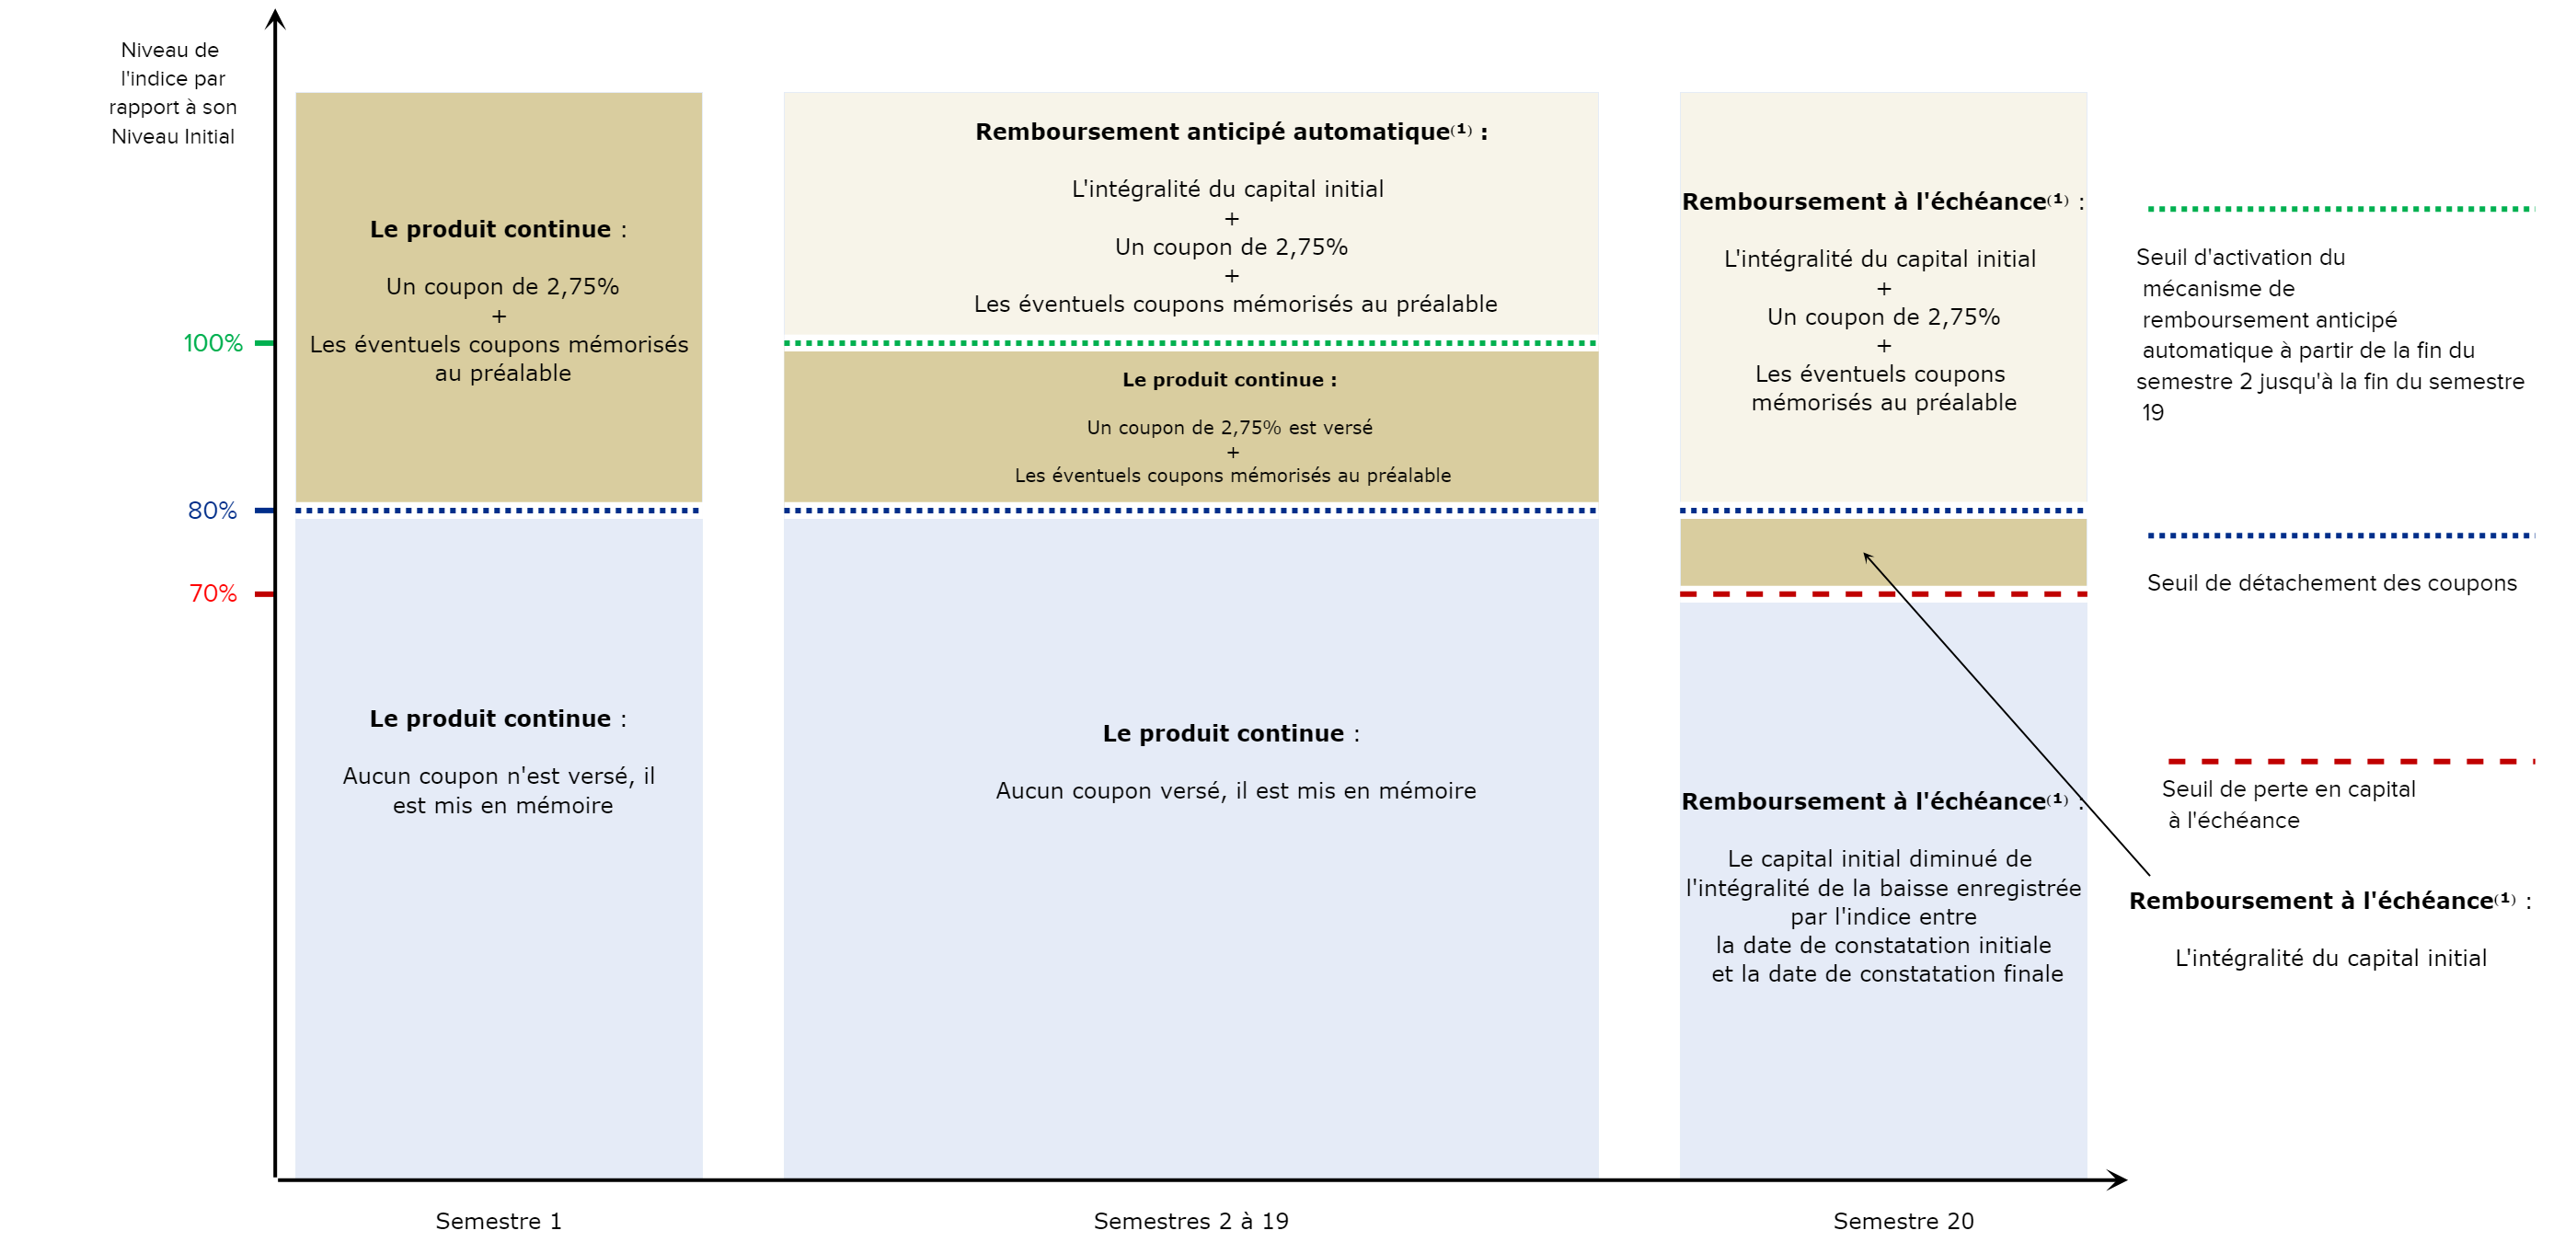 Niveau de
l'indice par
rapport à son
Niveau Initial
100%
80%
70%
Le produit continue :
Un coupon de 2,75%
+
Les éventuels coupons mémorisés
au préalable
Le produit continue :
Aucun coupon n'est versé, il
est mis en mémoire
Semestre 1
Remboursement anticipé automatique⁽¹⁾ :
L'intégralité du capital initial
+
Un coupon de 2,75%
+
Les éventuels coupons mémorisés au préalable
Le produit continue :
Un coupon de 2,75% est versé
+
Les éventuels coupons mémorisés au préalable
Le produit continue :
Aucun coupon versé, il est mis en mémoire
Semestres 2 à 19
Remboursement à l'échéance⁽¹⁾ :
L'intégralité du capital initial
+
Un coupon de 2,75%
+
Les éventuels coupons
mémorisés au préalable
Remboursement à l'échéance⁽¹⁾ :
Le capital initial diminué de
l'intégralité de la baisse enregistrée
par l'indice entre
la date de constatation initiale
et la date de constatation finale
Semestre 20
Seuil d'activation du
mécanisme de
remboursement anticipé
automatique à partir de la fin du
semestre 2 jusqu'à la fin du semestre
19
Seuil de détachement des coupons
Seuil de perte en capital
à l'échéance
Remboursement à l'échéance⁽¹⁾ :
L'intégralité du capital initial